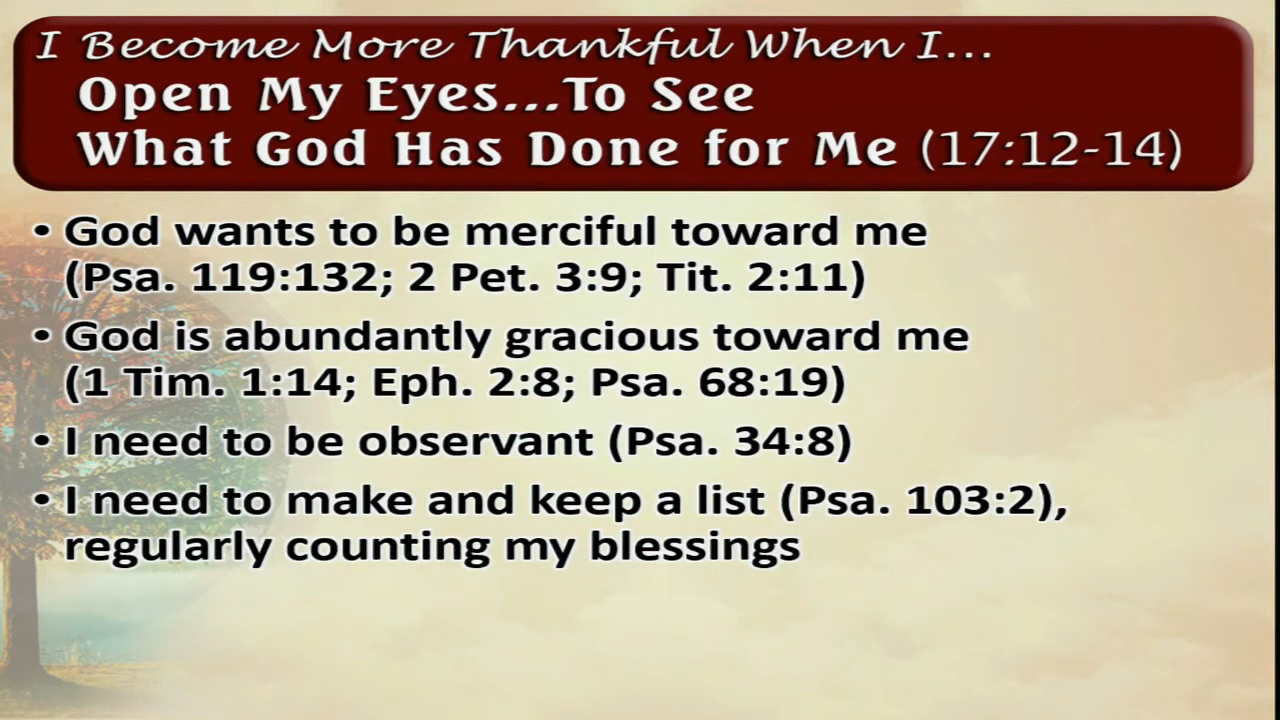 I Become More Thankful When I...
Open My Eyes...To See
What God Has Done for Me (17:12-14)
• God wants to be merciful toward me
(Psa. 119:132; 2 Pet. 3:9; Tit. 2:11)
• God is abundantly gracious toward me
(1 Tim. 1:14; Eph. 2:8; Psa. 68:19)
• I need to be observant (Psa. 34:8)
• I need to make and keep a list (Psa. 103:2),
regularly counting my blessings